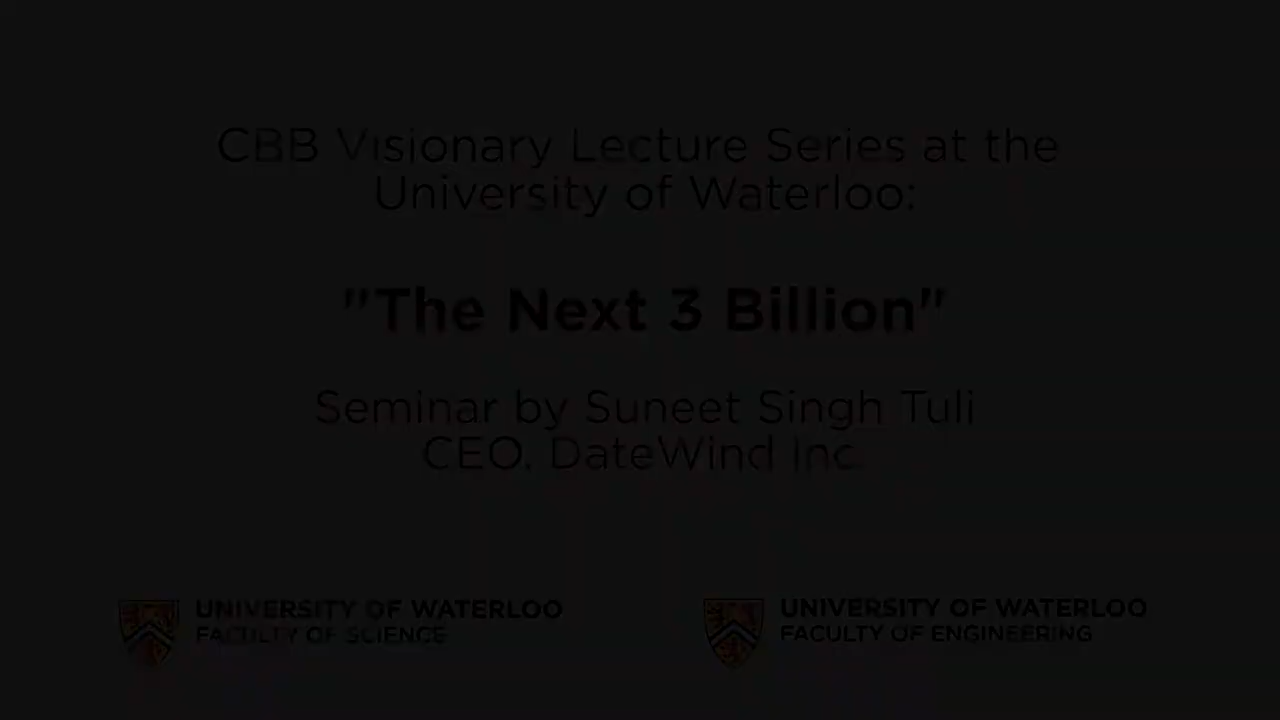 CBB Visionary Lecture Series at the
University of Waterloo:
"The Next 3 Billion"
Seminar by Suneet Singh Tuli
CEO, DateWind Inc.
UNIVERSITY OF WATERLOO
FACULTY OF SCIENCE
UNIVERSITY OF WATERLOO
FACULTY OF ENGINEERING